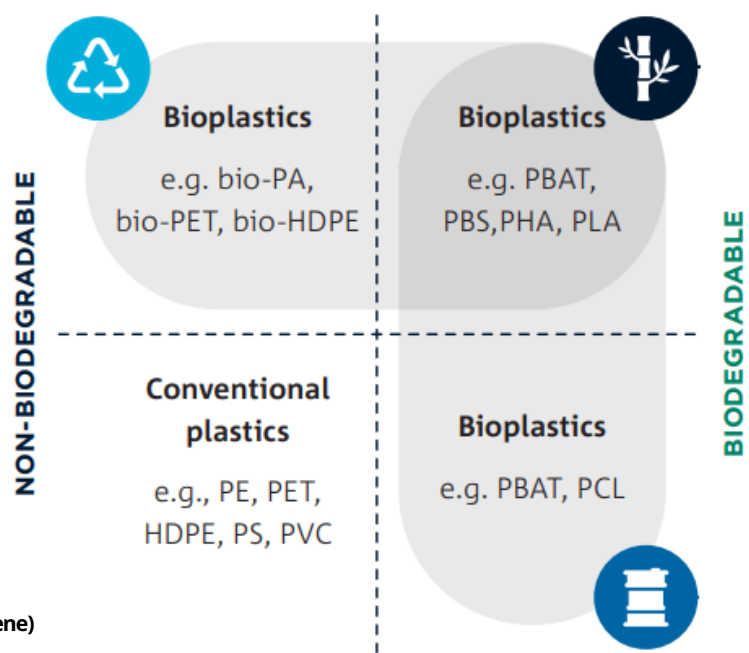 Bioplastics
e.g. bio-PA,
bio-PET, bio-HDPE
Bioplastics
e.g. PBAT,
PBS,PHA, PLA
NON-BIODEGRADABLE
BIODEGRADABLE
Conventional
plastics
e.g., PE, PET,
HDPE, PS, PVC
Bioplastics
e.g. PBAT, PCL
ene)